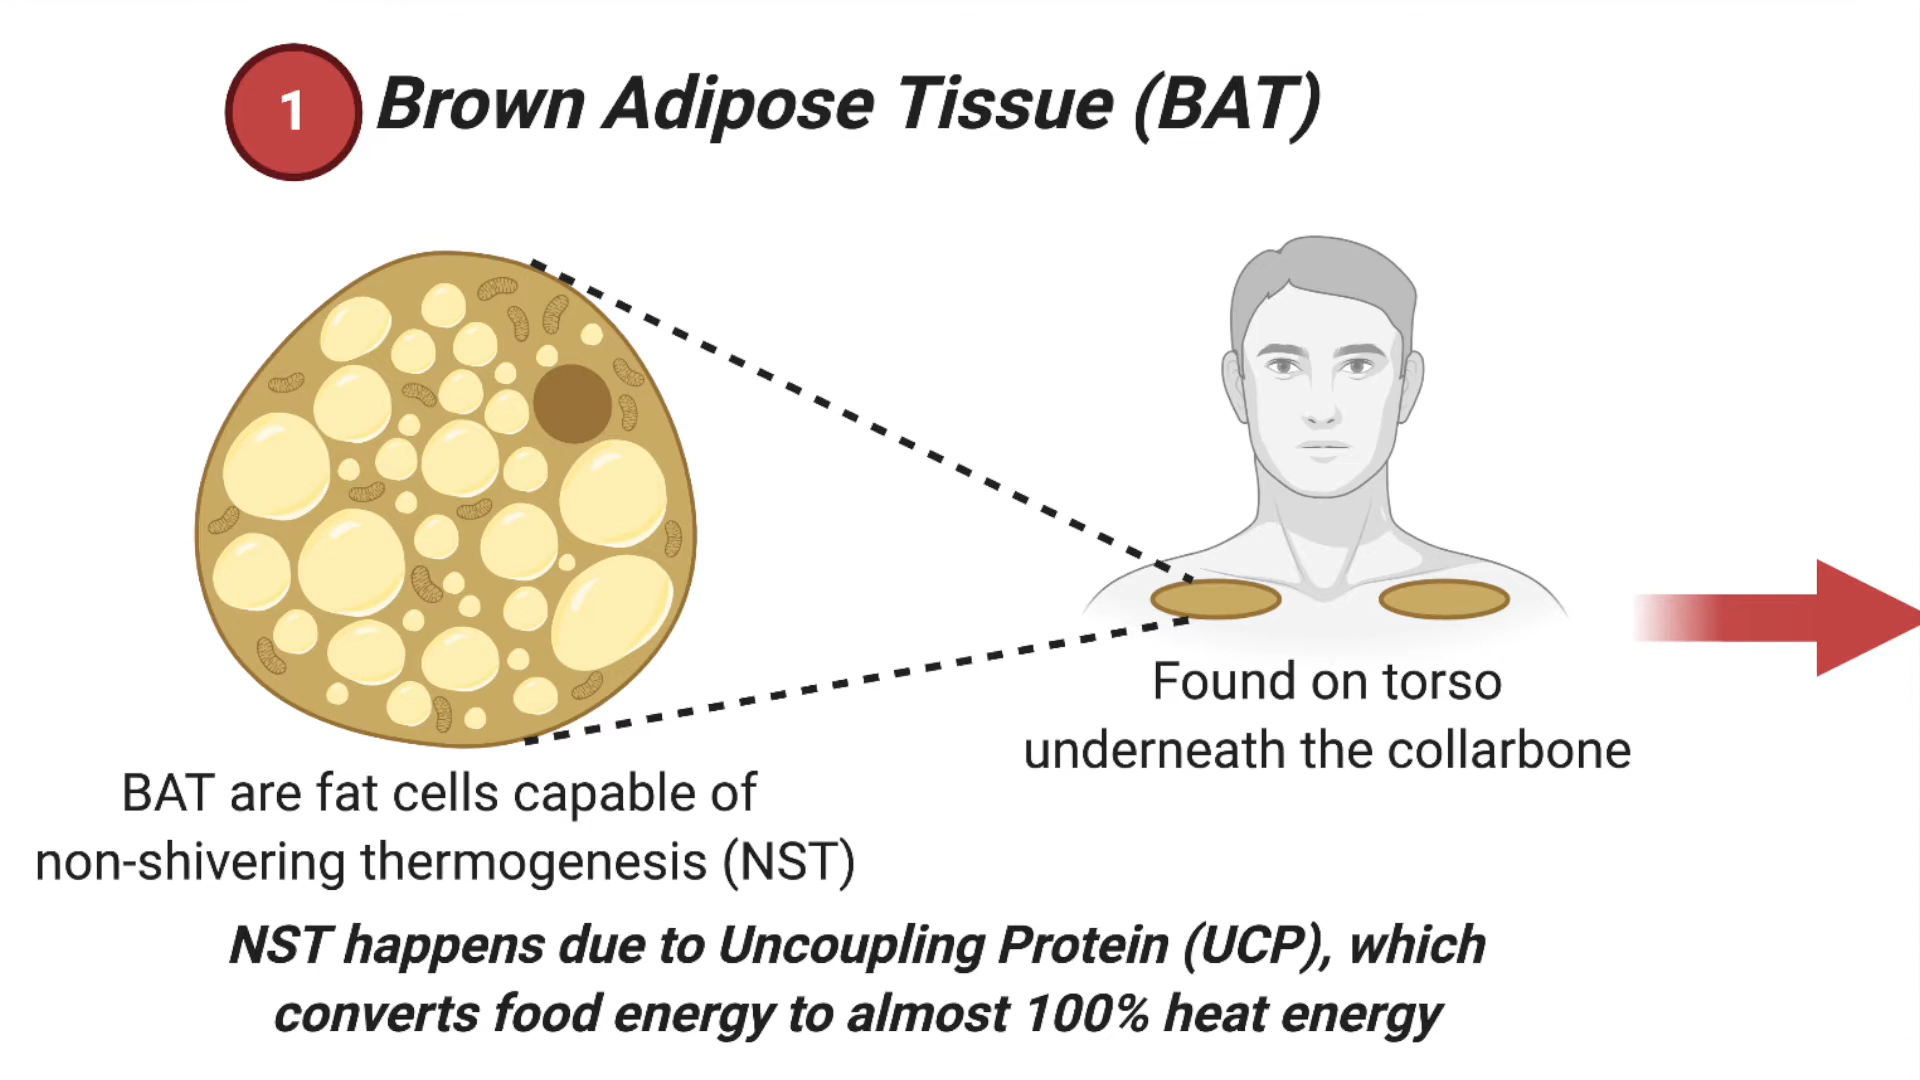 1
Brown Adipose Tissue (BAT)
Found on torso
underneath the collarbone
BAT are fat cells capable of
non-shivering thermogenesis (NST)
NST happens due to Uncoupling Protein (UCP), which
converts food energy to almost 100% heat energy